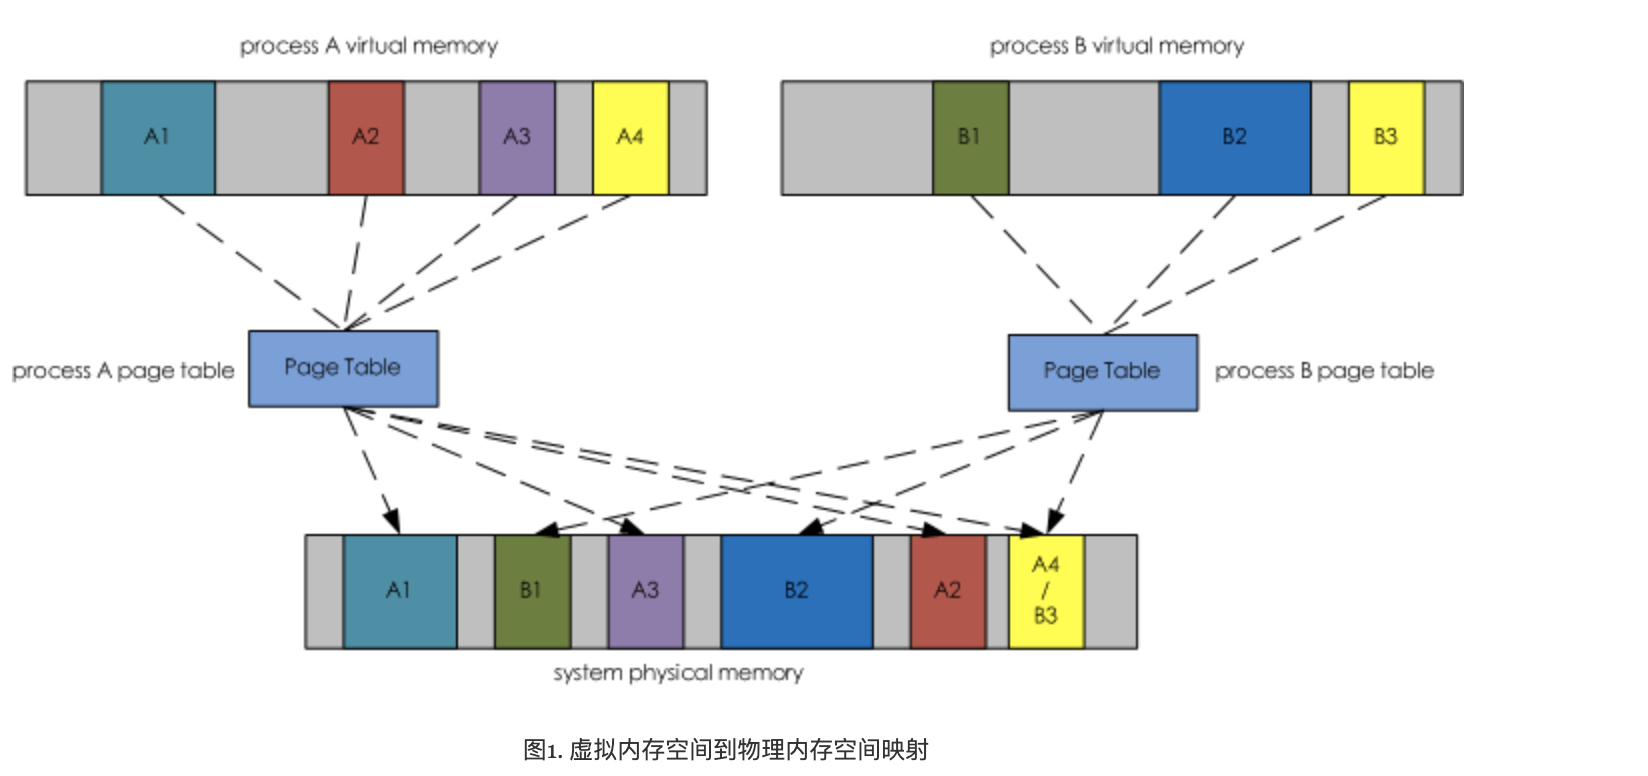 process A virtual memory
process B virtual memory
A1
A2
A3
A4
B1
B2
B3
process A page table
Page Table
Page Table
process B page table
A1
B1
A3
B2
A2
A4
/
B3
system physical memory
图1. 虚拟内存空间到物理内存空间映射